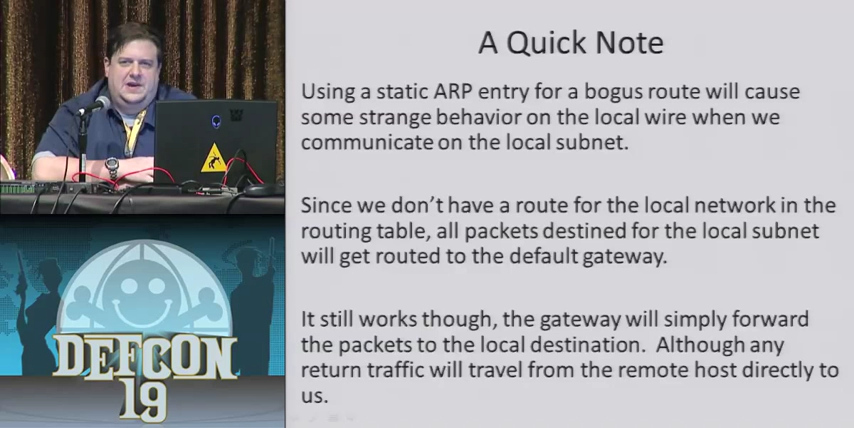 A Quick Note
Using a static ARP entry for a bogus route will cause
some strange behavior on the local wire when we
communicate on the local subnet.
Since we don't have a route for the local network in the
routing table, all packets destined for the local subnet
will get routed to the default gateway.
It still works though, the gateway will simply forward
the packets to the local destination.  Although any
return traffic will travel from the remote host directly to
us.
DEFCON
19